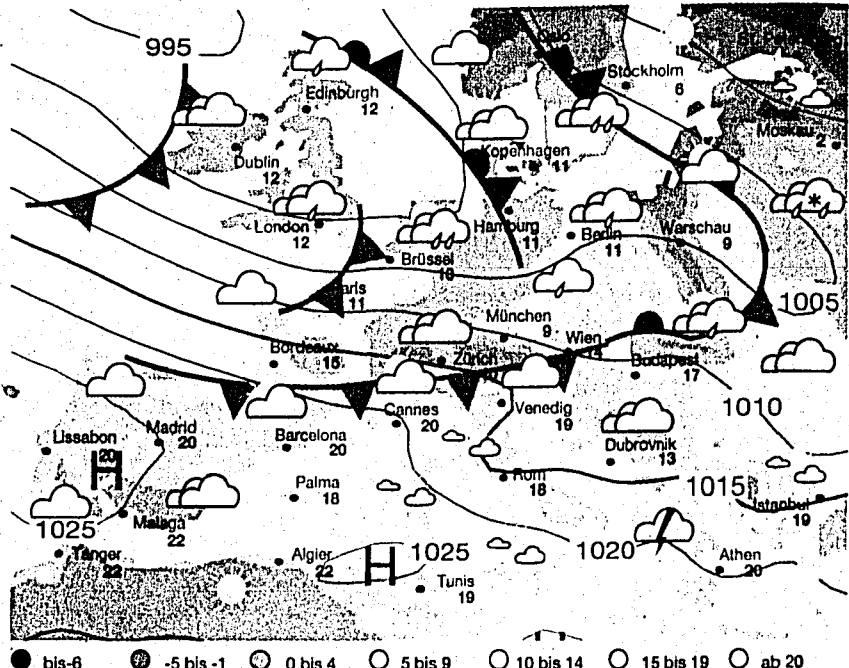 995
Oslo
Stockholm
6
Edinburgh
12
Moskau 2
Dublin
12
Kopenhagen
11
London
12
Hamburg
11
Berlin
11
Warschau 9
Brüssel
Paris
11
1005
München
9
Wien
14
Bordeaux
15
Zürich
Budapest
17
1010
Cannes
20
Venedig
19
Lissabon
20
Madrid
20
H
Barcelona
20
Dubrovnik
13
Palma
18
Rom
18
1015
Istanbul
19
1025
Malaga
22
Tanger
22
Algier
22
H
1025
1020
Athen
20
Tunis
19
bis-6
-5 bis -1
0 bis 4
5 bis 9
10 bis 14
15 bis 19
ab 20